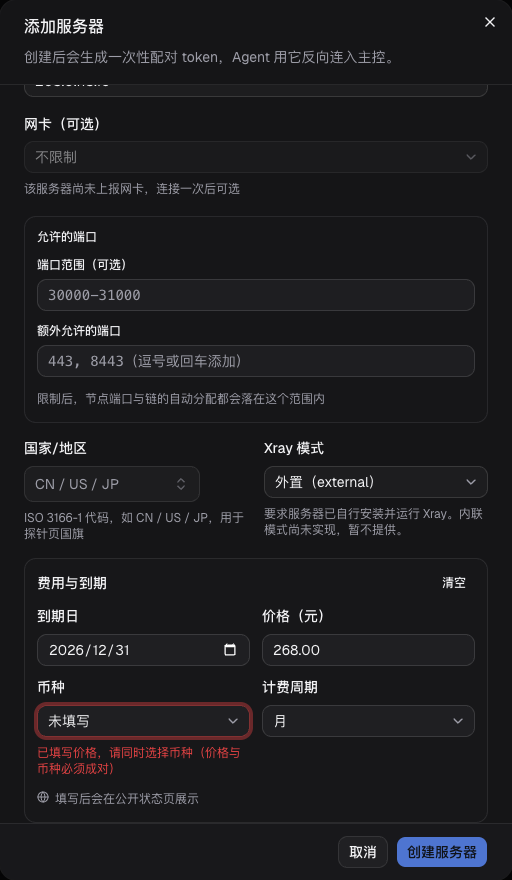 添加服务器
创建后会生成一次性配对 token，Agent 用它反向连入主控。
网卡（可选）
不限制
该服务器尚未上报网卡，连接一次后可选
允许的端口
端口范围（可选）
30000-31000
额外允许的端口
443, 8443（逗号或回车添加）
限制后，节点端口与链的自动分配都会落在这个范围内
国家/地区
CN / US / JP
ISO 3166-1 代码，如 CN / US / JP，用于
探针页国旗
Xray 模式
外置（external）
要求服务器已自行安装并运行 Xray。内联
模式尚未实现，暂不提供。
费用与到期
清空
到期日
2026/12/31
价格（元）
268.00
币种
未填写
已填写价格，请同时选择币种（价格与
币种必须成对）
计费周期
月
填写后会在公开状态页展示
取消
创建服务器